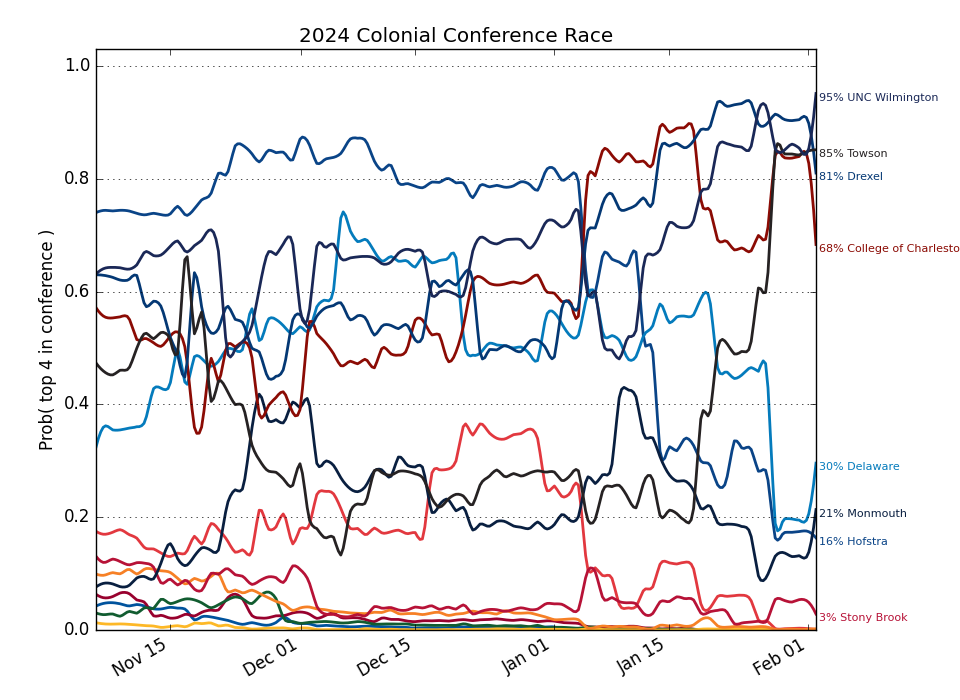 2024 Colonial Conference Race
Prob( top 4 in conference )
1.0
0.8
0.6
0.4
0.2
0.0
Nov 15
Dec 01
Dec 15
Jan 01
Jan 15
Feb 01
95% UNC Wilmington
85% Towson
81% Drexel
68% College of Charlesto
30% Delaware
21% Monmouth
16% Hofstra
3% Stony Brook